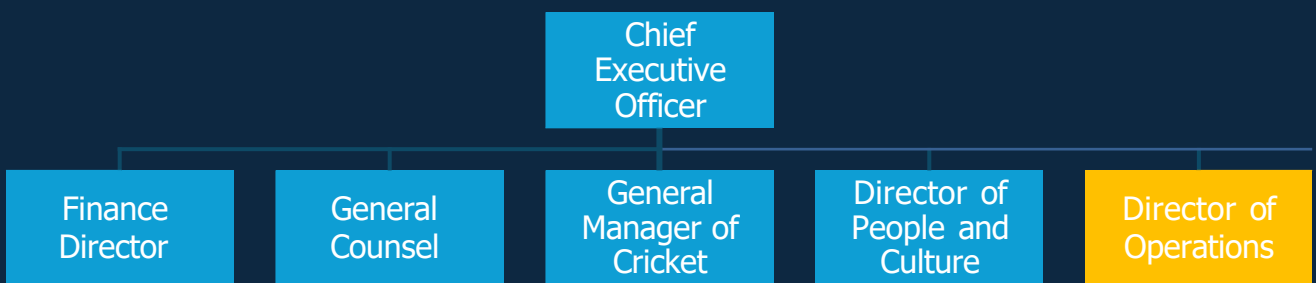 Chief
Executive
Officer
Finance
Director
General
Counsel
General
Manager of
Cricket
Director of
People and
Culture
Director of
Operations